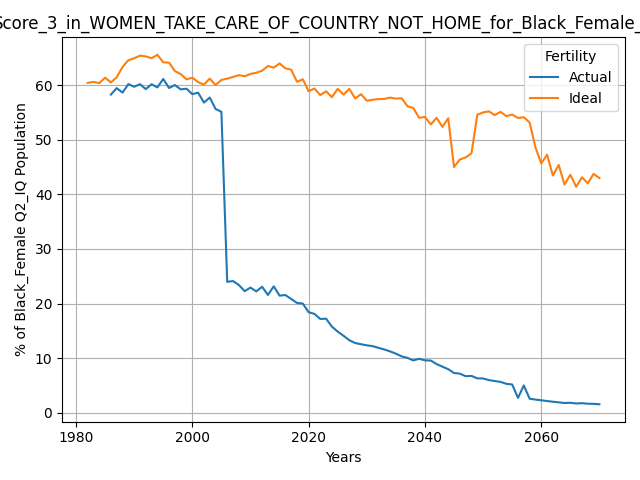 Score_3_in_WOMEN_TAKE_CARE_OF_COUNTRY_NOT_HOME_for_Black_Female_
Fertility
Actual
Ideal
% of Black_Female Q2_IQ Population
60
50
40
30
20
10
0
1980 2000 2020 2040 2060
Years